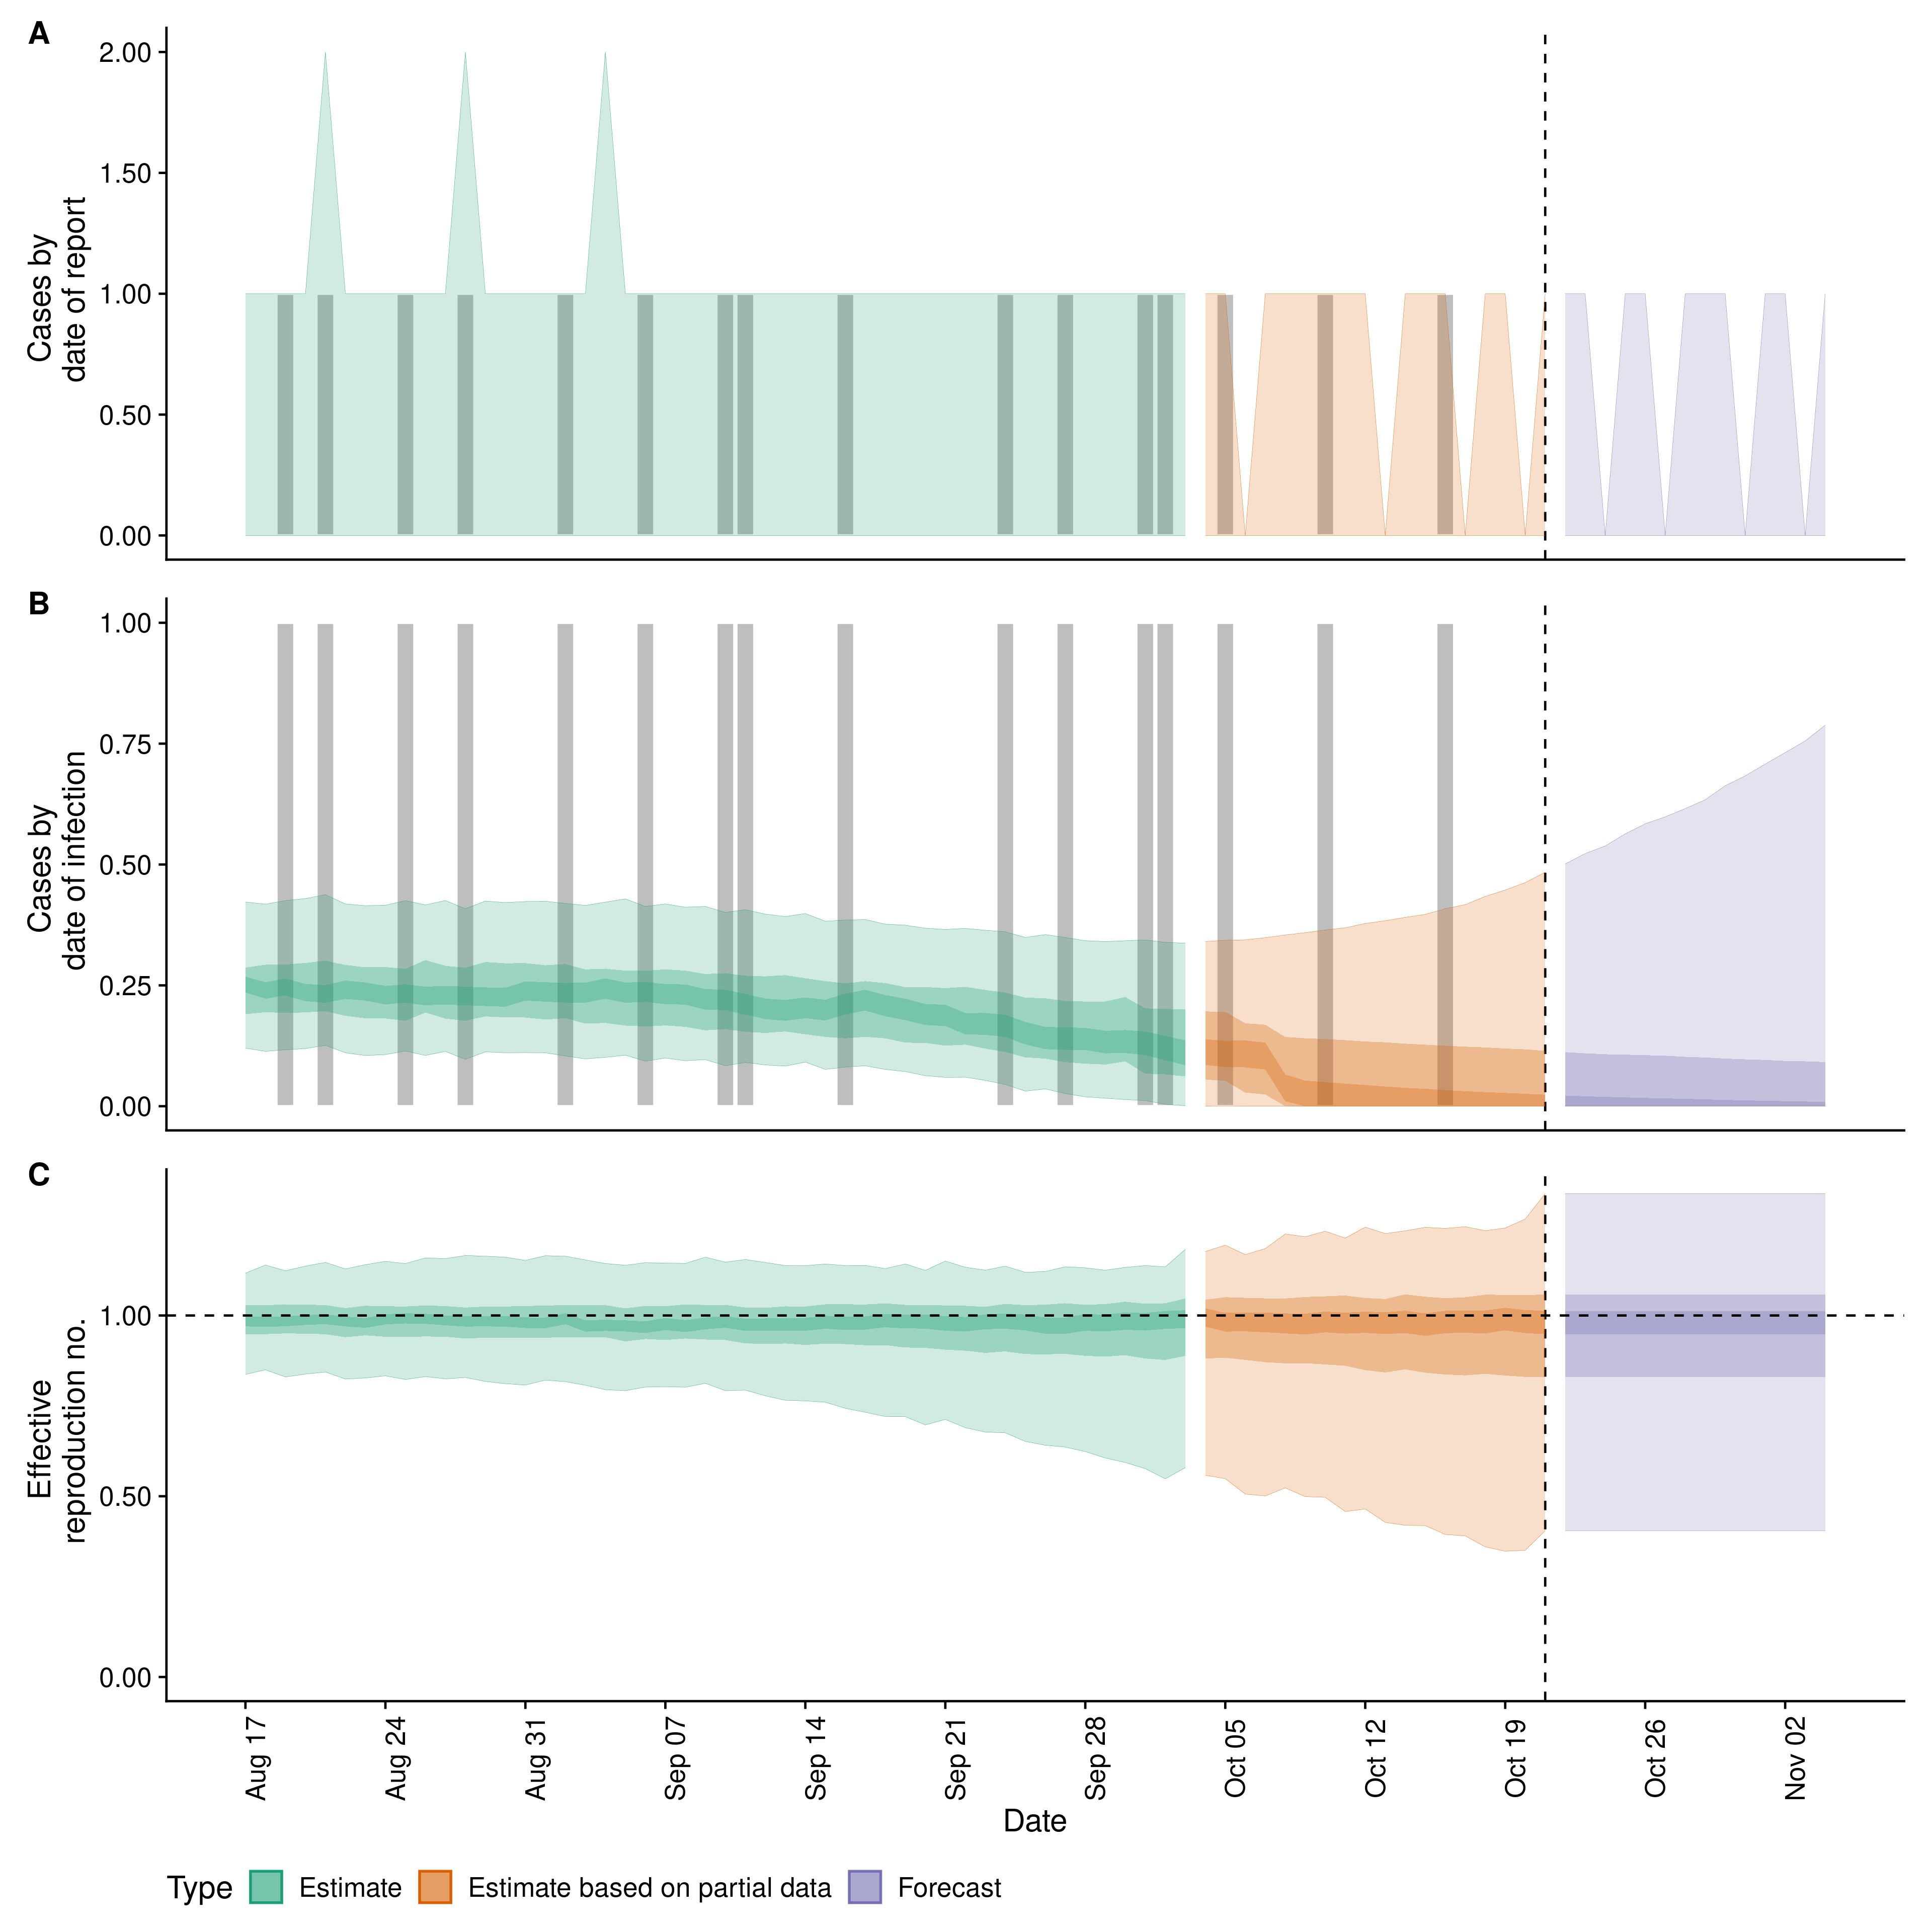 A
2.00
1.50
1.00
0.50
0.00
Cases by
date of report
B
1.00
0.75
0.50
0.25
0.00
Cases by
date of infection
C
1.00
0.50
0.00
Effective
reproduction no.
Aug 17
Aug 24
Aug 31
Sep 07
Sep 14
Sep 21
Sep 28
Oct 05
Oct 12
Oct 19
Oct 26
Nov 02
Date
Type
Estimate
Estimate based on partial data
Forecast